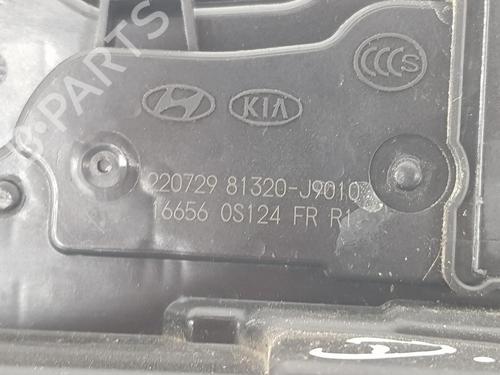 KIA
CCC S
220729 81320-J9010
16656 0S124 FR R1
B-PARTS